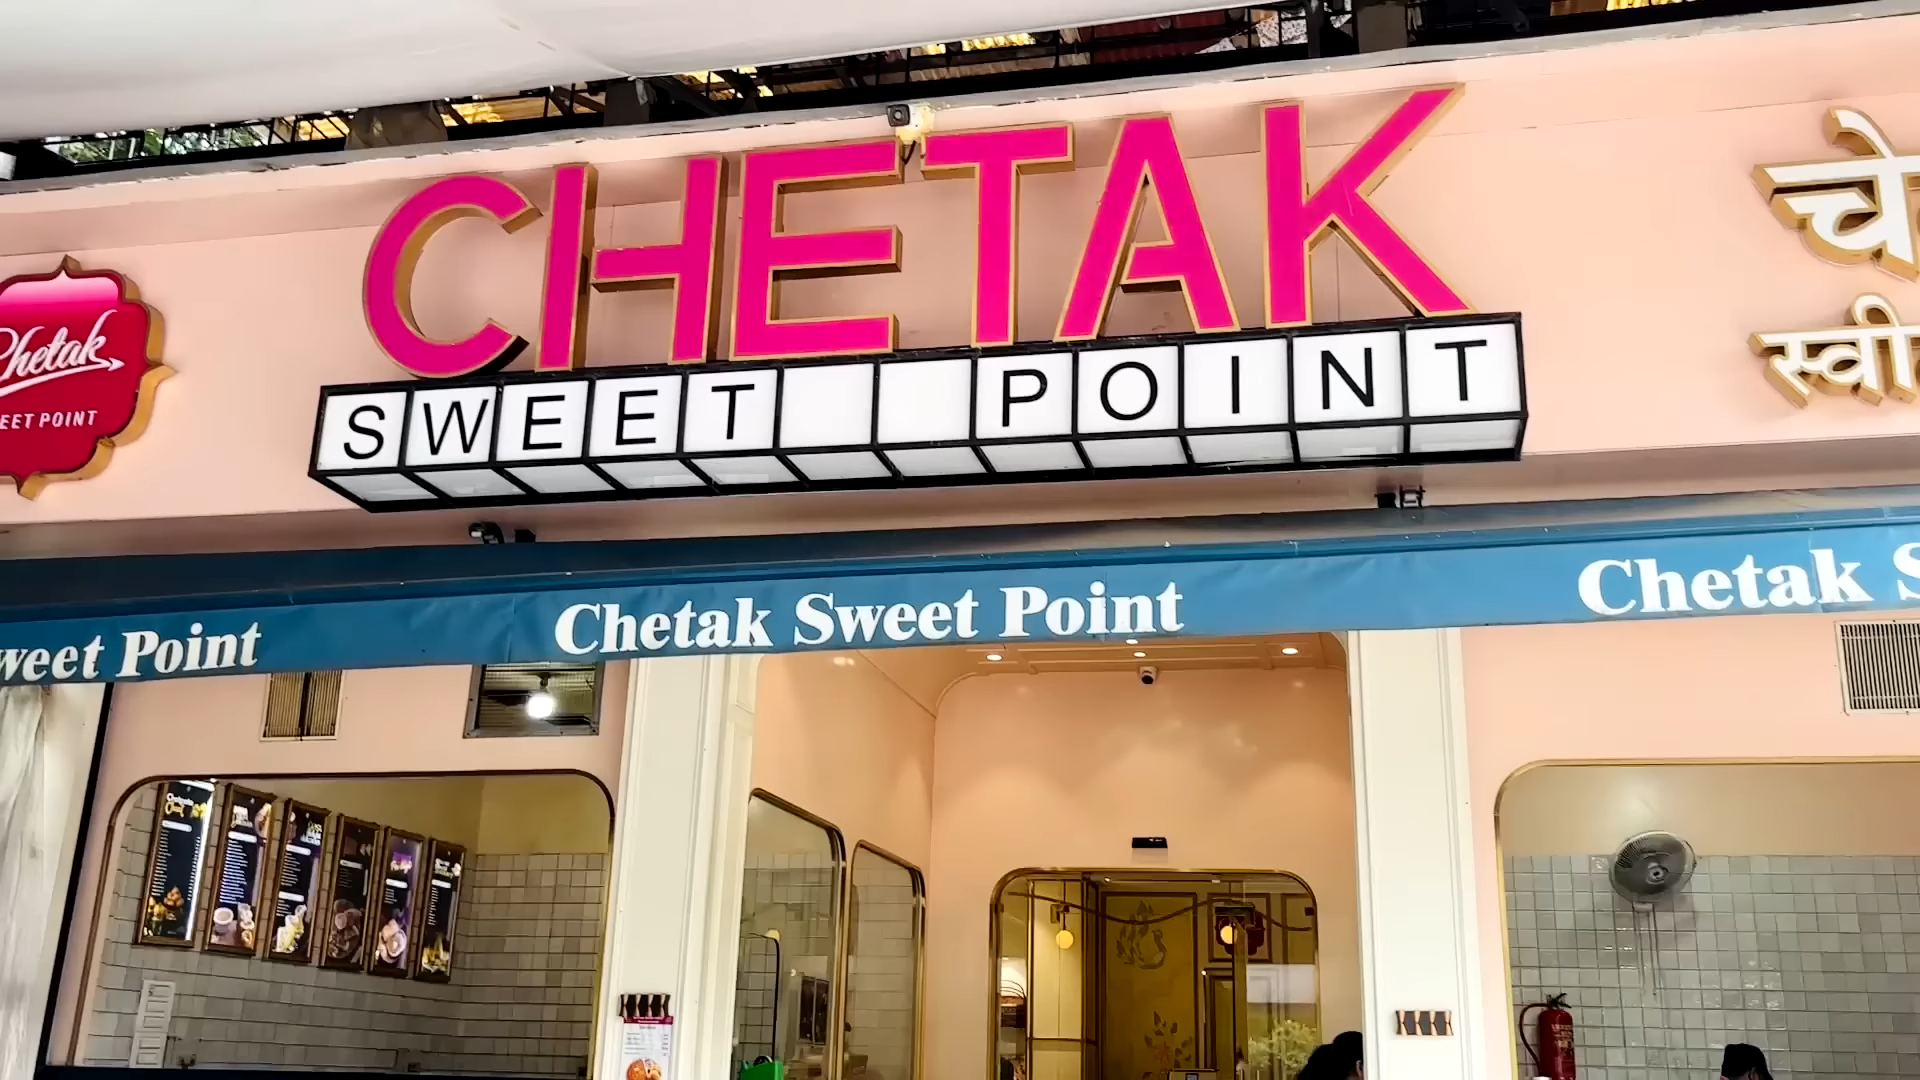 CHETAK
चे
SWEET POINT
स्वी
Chetak
EET POINT
weet Point
Chetak Sweet Point
Chetak S